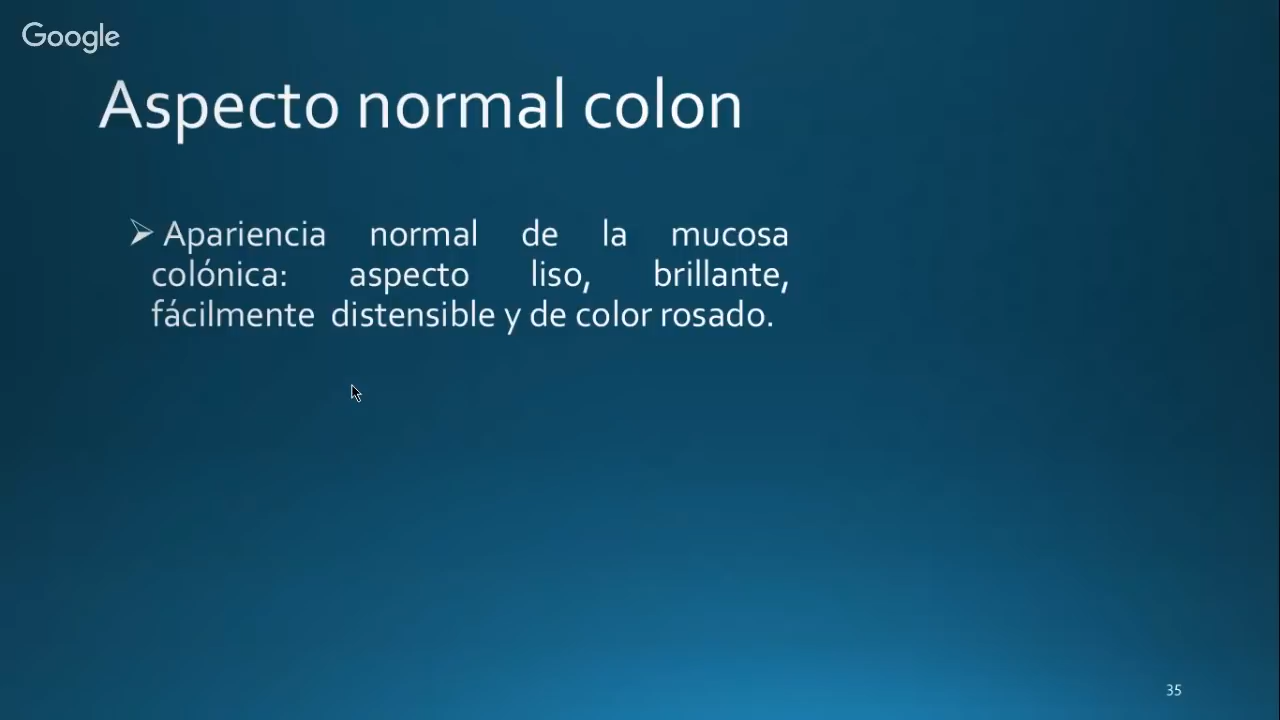 Google
Aspecto normal colon
Apariencia normal de la mucosa
colónica: aspecto liso, brillante,
fácilmente distensible y de color rosado.
35